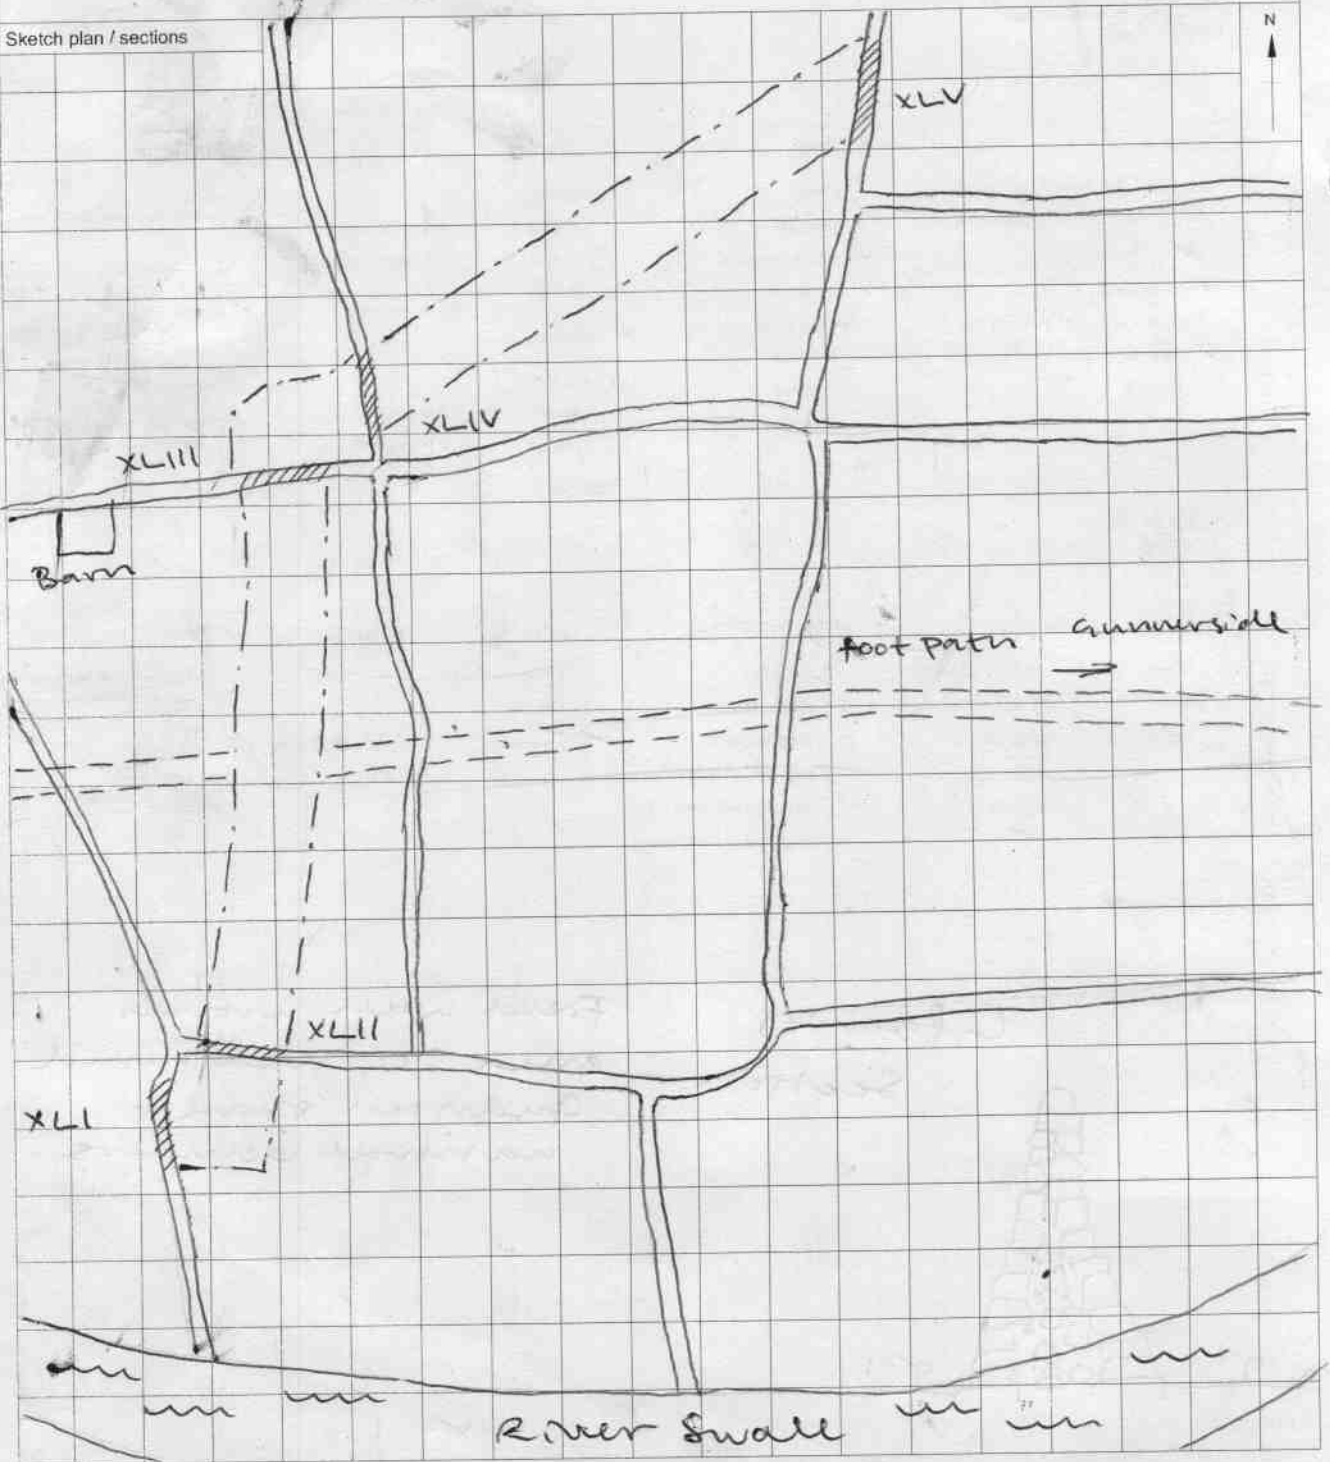 Sketch plan / sections
N
XLV
XLIV
XLIII
Barn
Foot path Gunnerside
XLII
XLI
River Swale